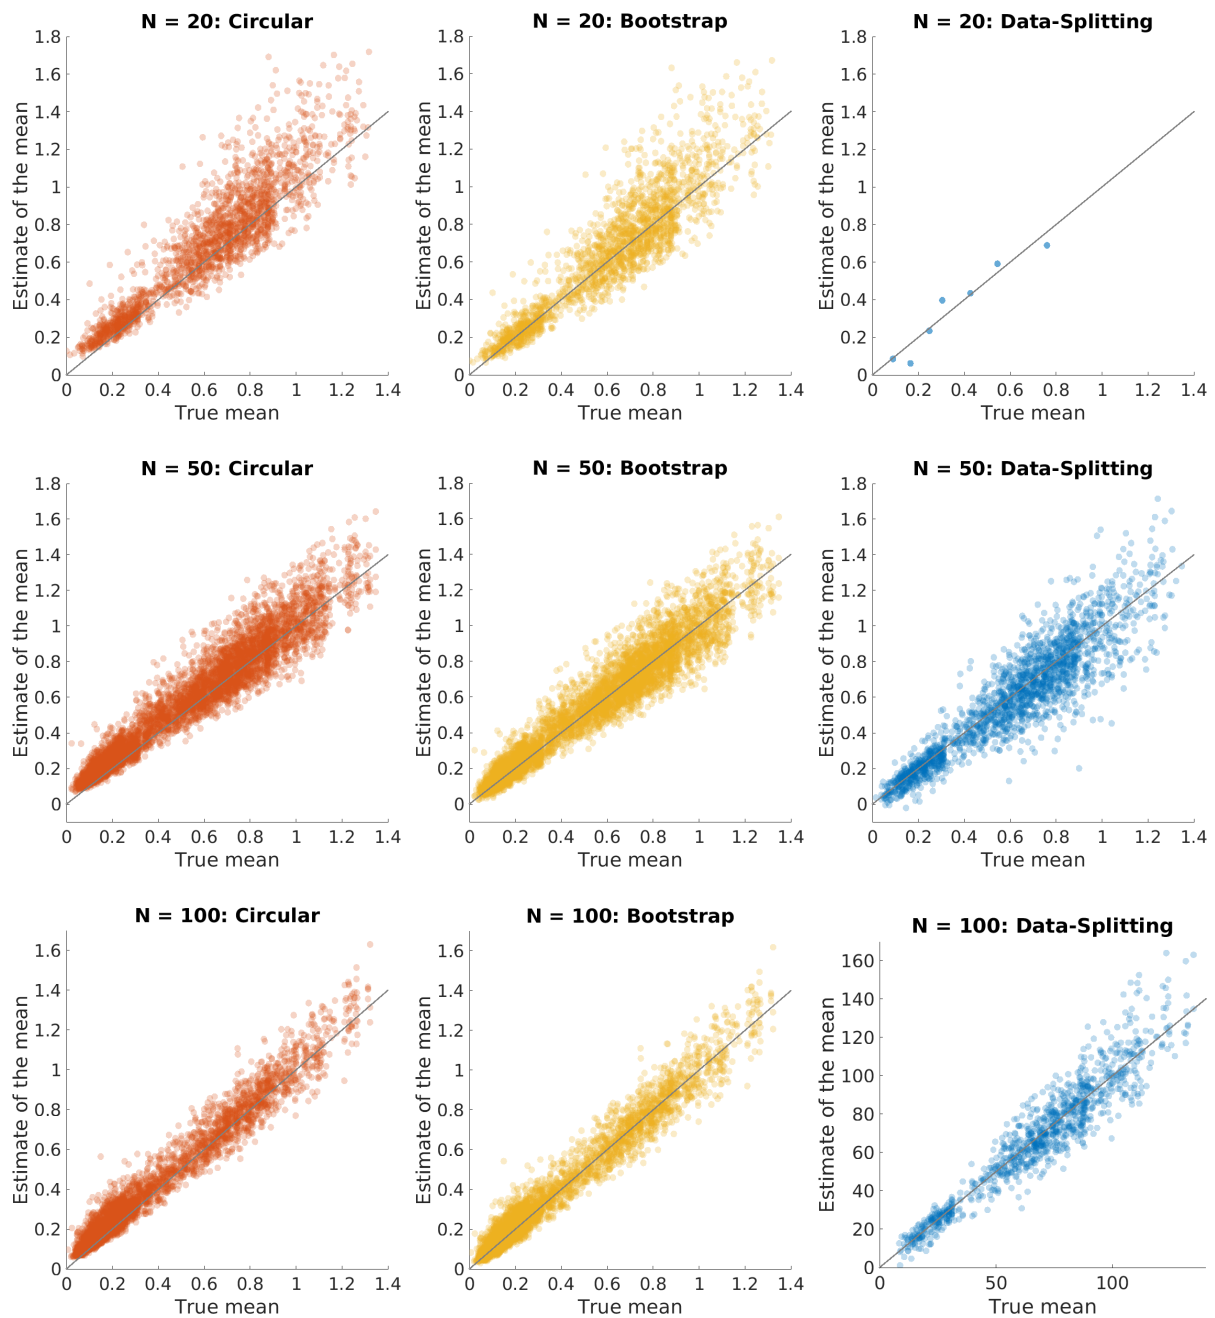 N = 20: Circular
N = 20: Bootstrap
N = 20: Data-Splitting
Estimate of the mean
1.8
1.6
1.4
1.2
1
0.8
0.6
0.4
0.2
0
0 0.2 0.4 0.6 0.8 1 1.2 1.4
True mean
Estimate of the mean
1.8
1.6
1.4
1.2
1
0.8
0.6
0.4
0.2
0
0 0.2 0.4 0.6 0.8 1 1.2 1.4
True mean
Estimate of the mean
1.8
1.6
1.4
1.2
1
0.8
0.6
0.4
0.2
0
0 0.2 0.4 0.6 0.8 1 1.2 1.4
True mean
N = 50: Circular
N = 50: Bootstrap
N = 50: Data-Splitting
Estimate of the mean
1.8
1.6
1.4
1.2
1
0.8
0.6
0.4
0.2
0
0 0.2 0.4 0.6 0.8 1 1.2 1.4
True mean
Estimate of the mean
1.8
1.6
1.4
1.2
1
0.8
0.6
0.4
0.2
0
0 0.2 0.4 0.6 0.8 1 1.2 1.4
True mean
Estimate of the mean
1.8
1.6
1.4
1.2
1
0.8
0.6
0.4
0.2
0
0 0.2 0.4 0.6 0.8 1 1.2 1.4
True mean
N = 100: Circular
N = 100: Bootstrap
N = 100: Data-Splitting
Estimate of the mean
1.6
1.4
1.2
1
0.8
0.6
0.4
0.2
0
0 0.2 0.4 0.6 0.8 1 1.2 1.4
True mean
Estimate of the mean
1.6
1.4
1.2
1
0.8
0.6
0.4
0.2
0
0 0.2 0.4 0.6 0.8 1 1.2 1.4
True mean
Estimate of the mean
160
140
120
100
80
60
40
20
0
0 50 100
True mean